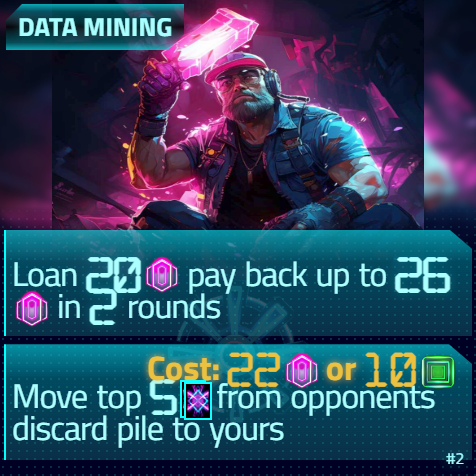 DATA MINING
Loan 20 pay back up to 26
in 2 rounds
Cost: 22 or 10
Move top 5 from opponents
discard pile to yours
#2